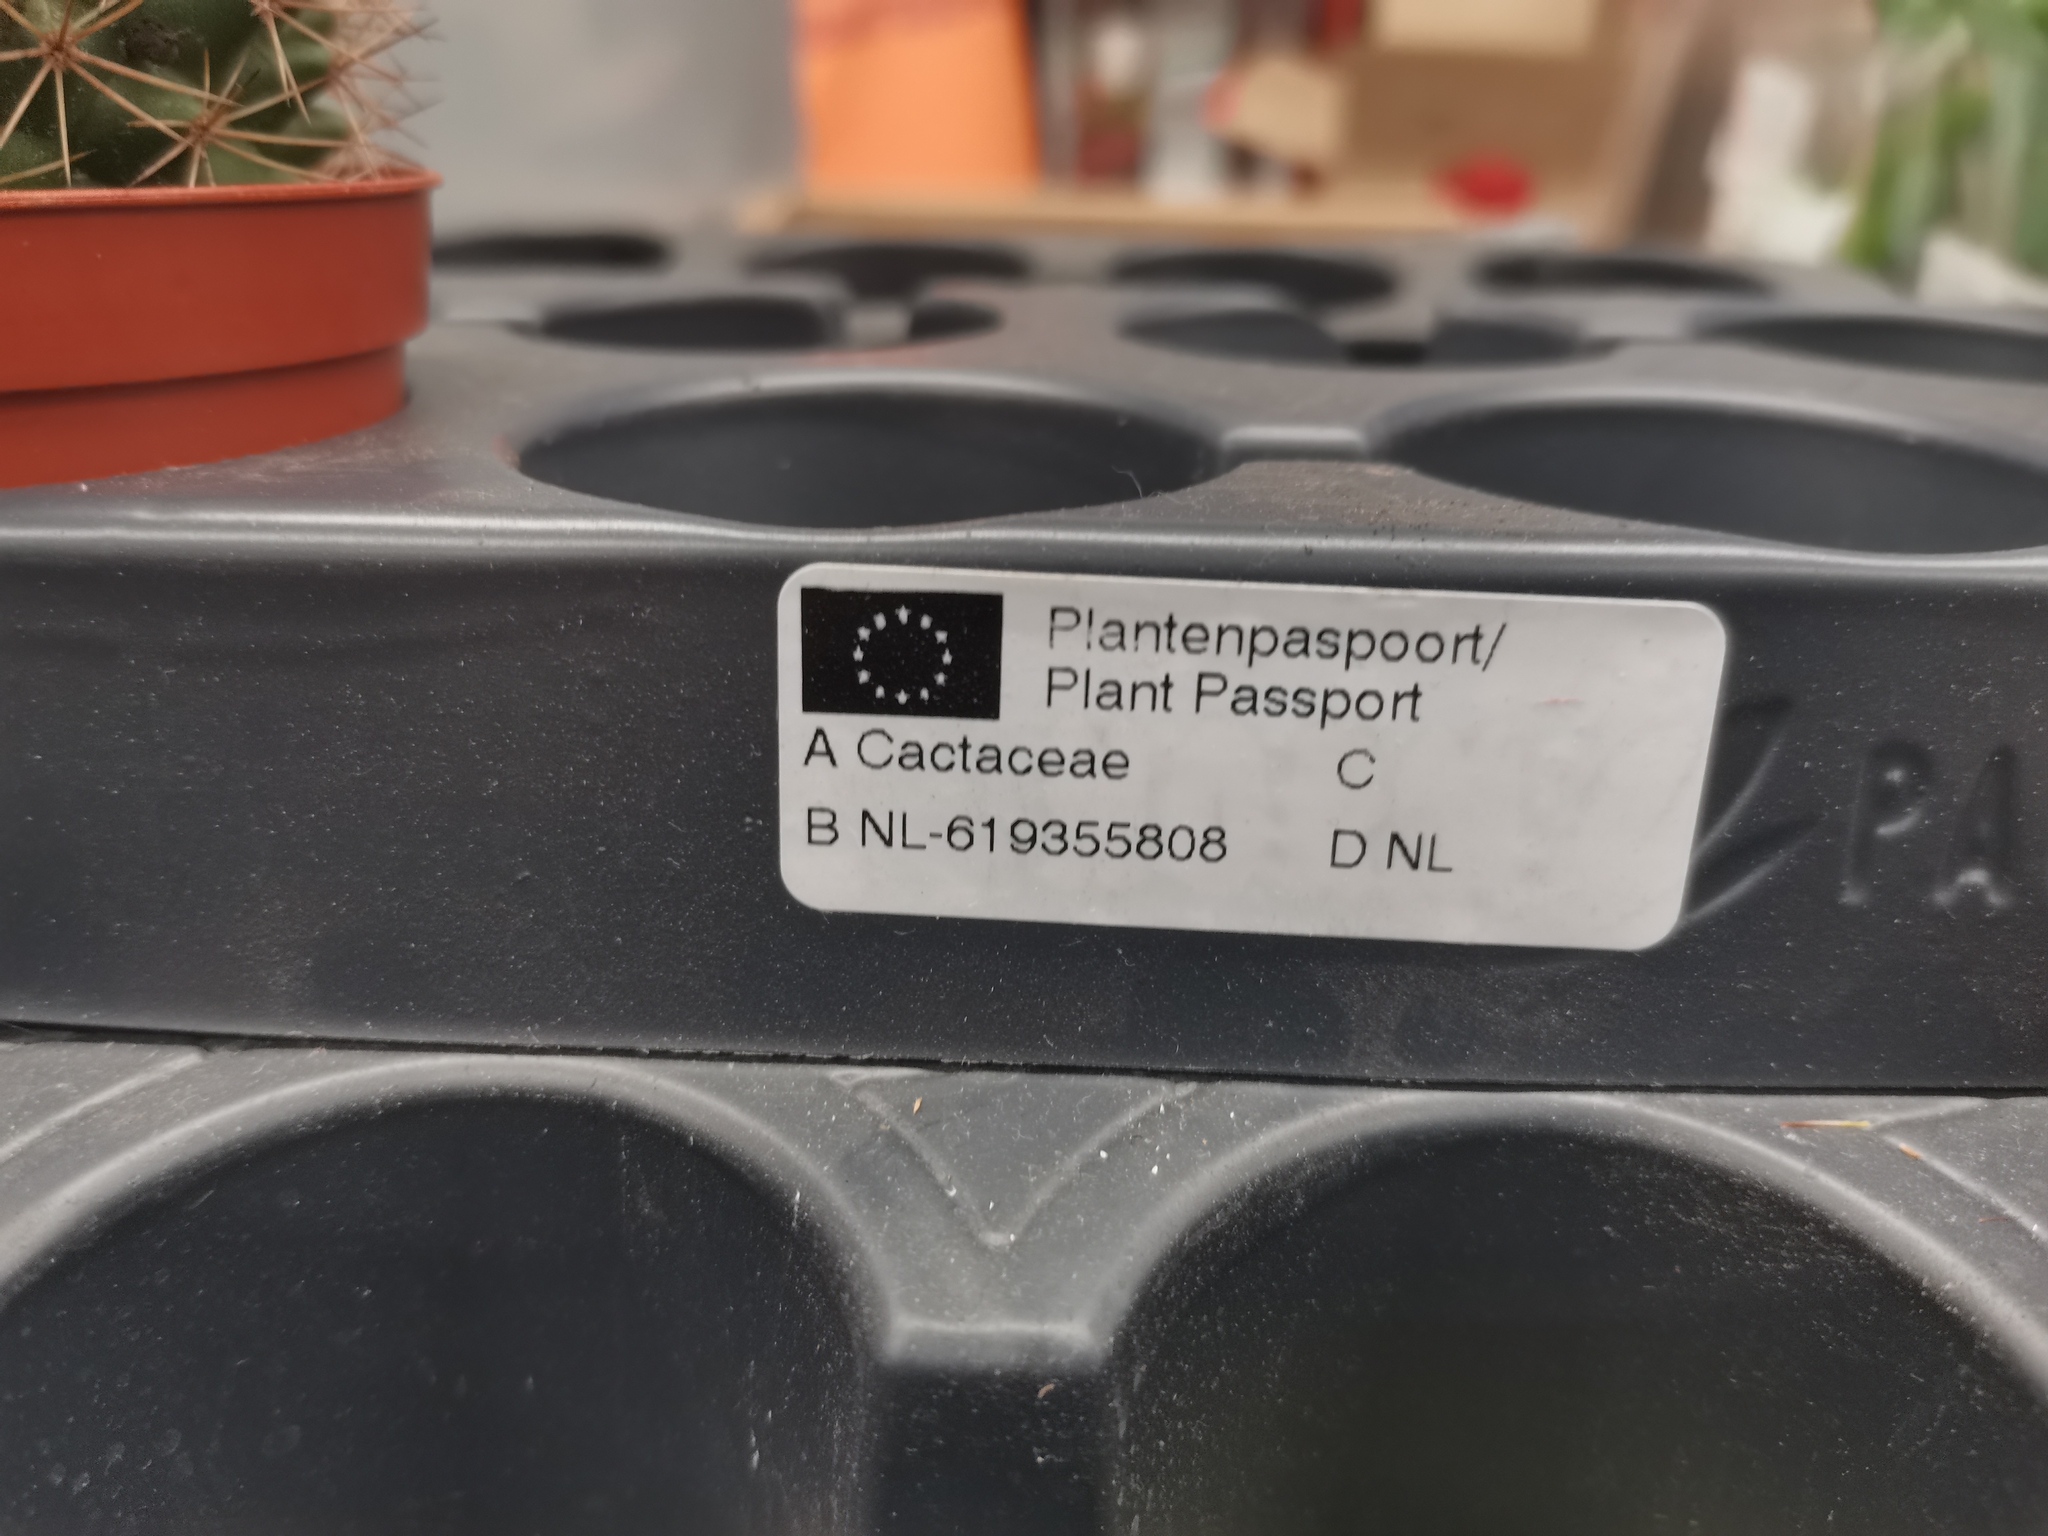 Plantenpaspoort/
Plant Passport
A Cactaceae C
B NL-619355808 D NL
PA